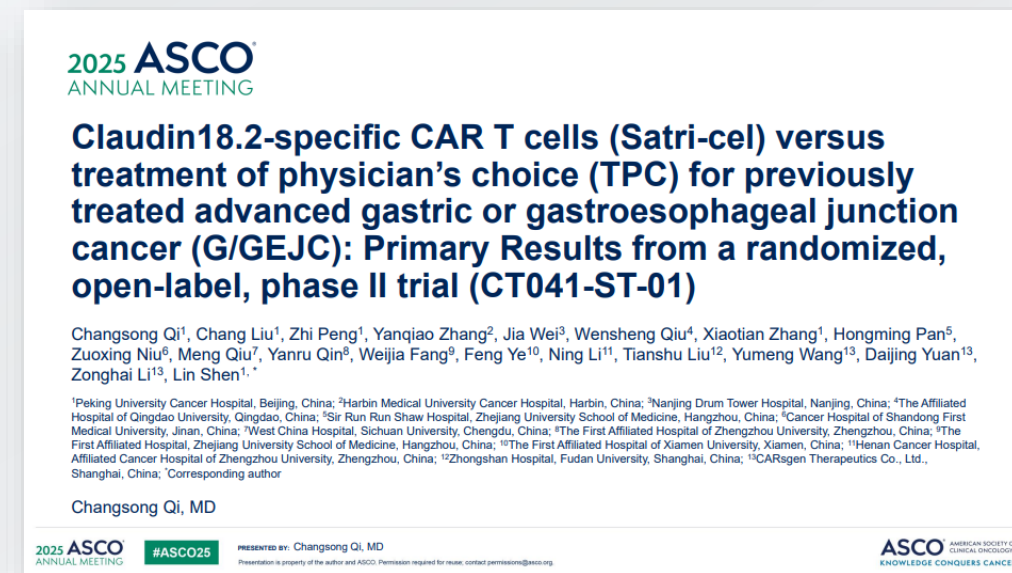 2025 ASCO®
ANNUAL MEETING
Claudin18.2-specific CAR T cells (Satri-cel) versus
treatment of physician's choice (TPC) for previously
treated advanced gastric or gastroesophageal junction
cancer (G/GEJC): Primary Results from a randomized,
open-label, phase II trial (CT041-ST-01)
Changsong Qi¹, Chang Liu¹, Zhi Peng¹, Yanqiao Zhang², Jia Wei³, Wensheng Qiu⁴, Xiaotian Zhang¹, Hongming Pan⁵,
Zuoxing Niu⁶, Meng Qiu⁷, Yanru Qin⁸, Weijia Fang⁹, Feng Ye¹⁰, Ning Li¹¹, Tianshu Liu¹², Yumeng Wang¹³, Daijing Yuan¹³,
Zonghai Li¹³, Lin Shen¹,*
¹Peking University Cancer Hospital, Beijing, China; ²Harbin Medical University Cancer Hospital, Harbin, China; ³Nanjing Drum Tower Hospital, Nanjing, China; ⁴The Affiliated
Hospital of Qingdao University, Qingdao, China; ⁵Sir Run Run Shaw Hospital, Zhejiang University School of Medicine, Hangzhou, China; ⁶Cancer Hospital of Shandong First
Medical University, Jinan, China; ⁷West China Hospital, Sichuan University, Chengdu, China; ⁸The First Affiliated Hospital of Zhengzhou University, Zhengzhou, China; ⁹The
First Affiliated Hospital, Zhejiang University School of Medicine, Hangzhou, China; ¹⁰The First Affiliated Hospital of Xiamen University, Xiamen, China; ¹¹Henan Cancer Hospital,
Affiliated Cancer Hospital of Zhengzhou University, Zhengzhou, China; ¹²Zhongshan Hospital, Fudan University, Shanghai, China; ¹³CARsgen Therapeutics Co., Ltd.,
Shanghai, China; *Corresponding author
Changsong Qi, MD
2025 ASCO®
ANNUAL MEETING
#ASCO25
PRESENTED BY: Changsong Qi, MD
Presentation is property of the author and ASCO. Permission required for reuse; contact permissions@asco.org.
ASCO® AMERICAN SOCIETY O
CLINICAL ONCOLOG
KNOWLEDGE CONQUERS CANCE